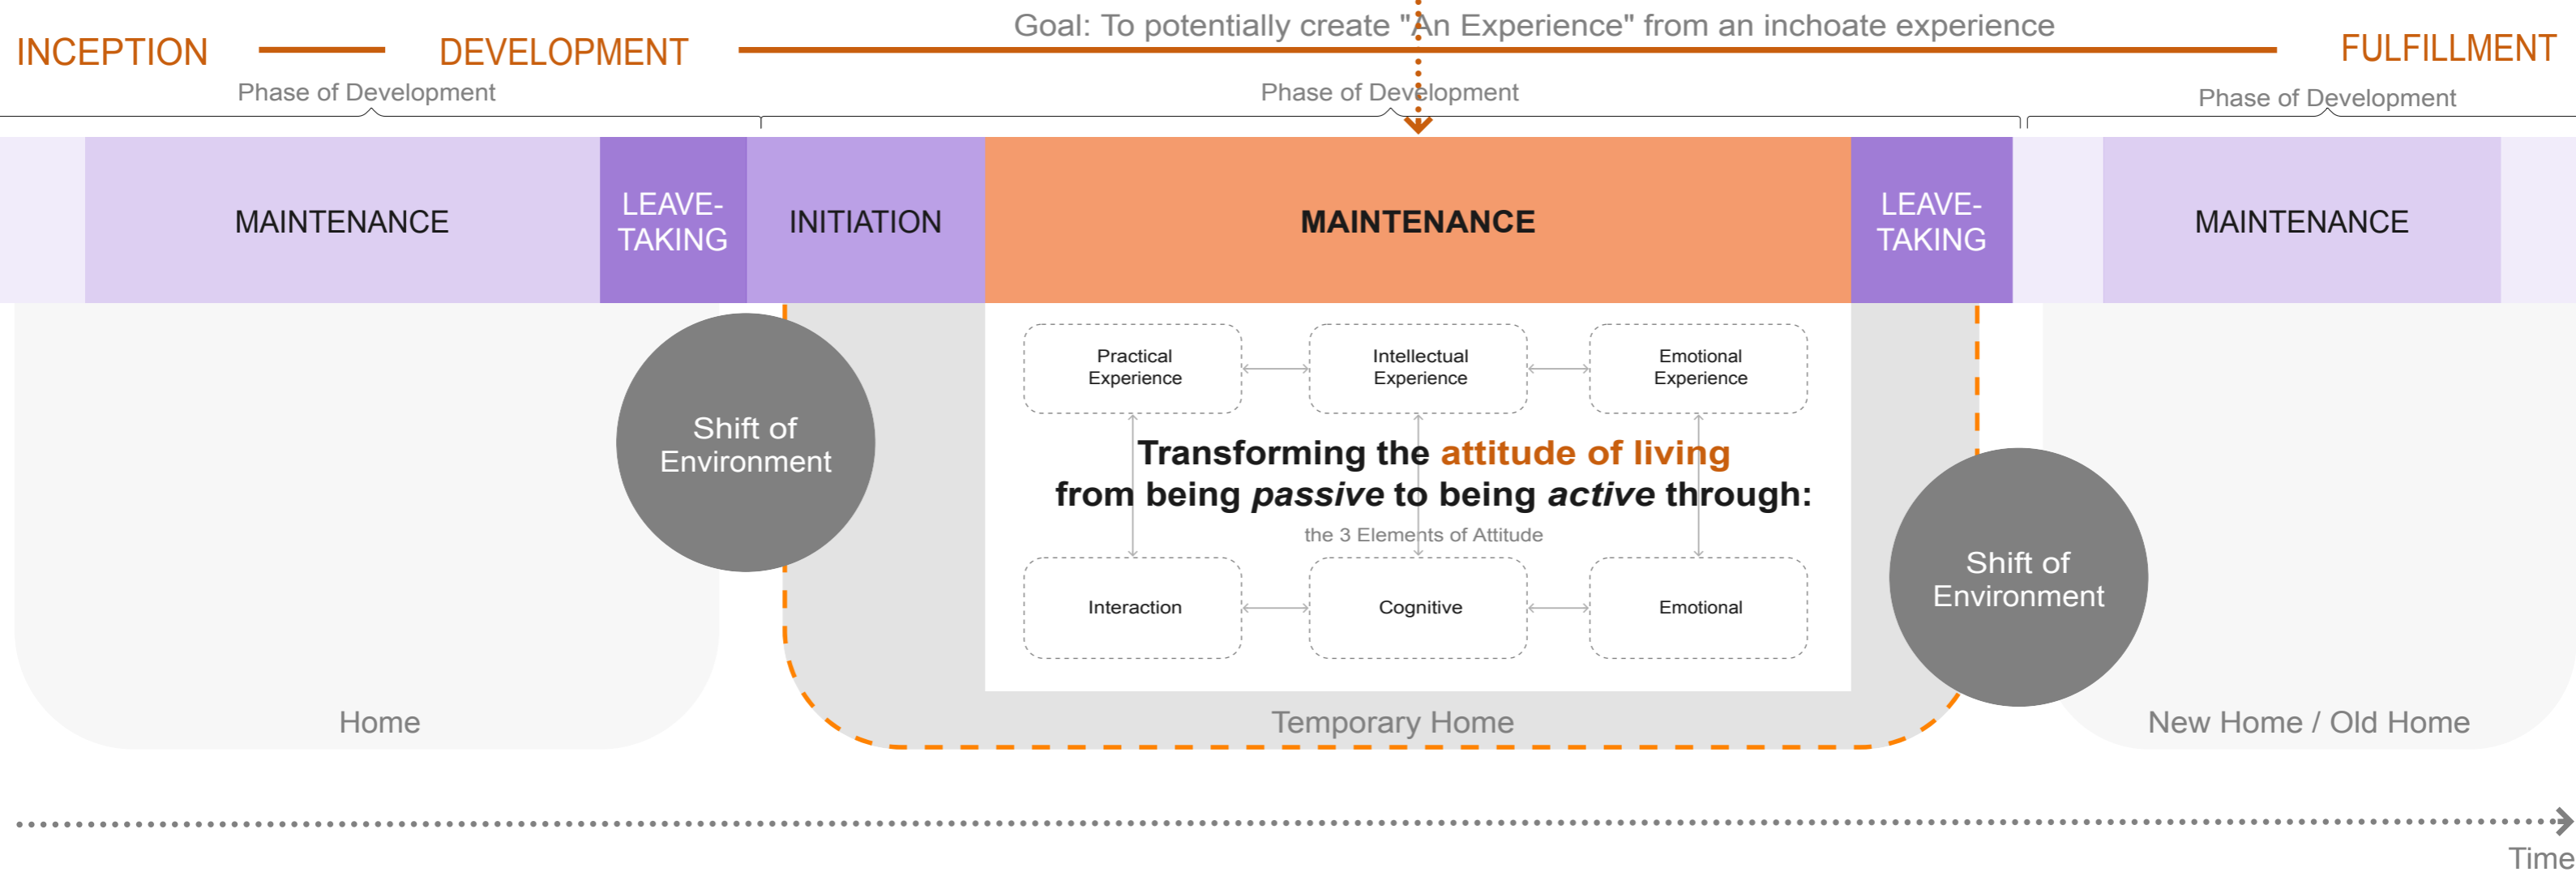 Goal: To potentially create "An Experience" from an inchoate experience
INCEPTION
DEVELOPMENT
FULFILLMENT
Phase of Development
Phase of Development
Phase of Development
MAINTENANCE
LEAVE-
TAKING
INITIATION
MAINTENANCE
LEAVE-
TAKING
MAINTENANCE
Shift of
Environment
Practical
Experience
Intellectual
Experience
Emotional
Experience
Transforming the attitude of living
from being passive to being active through:
the 3 Elements of Attitude
Interaction
Cognitive
Emotional
Shift of
Environment
Home
Temporary Home
New Home / Old Home
Time